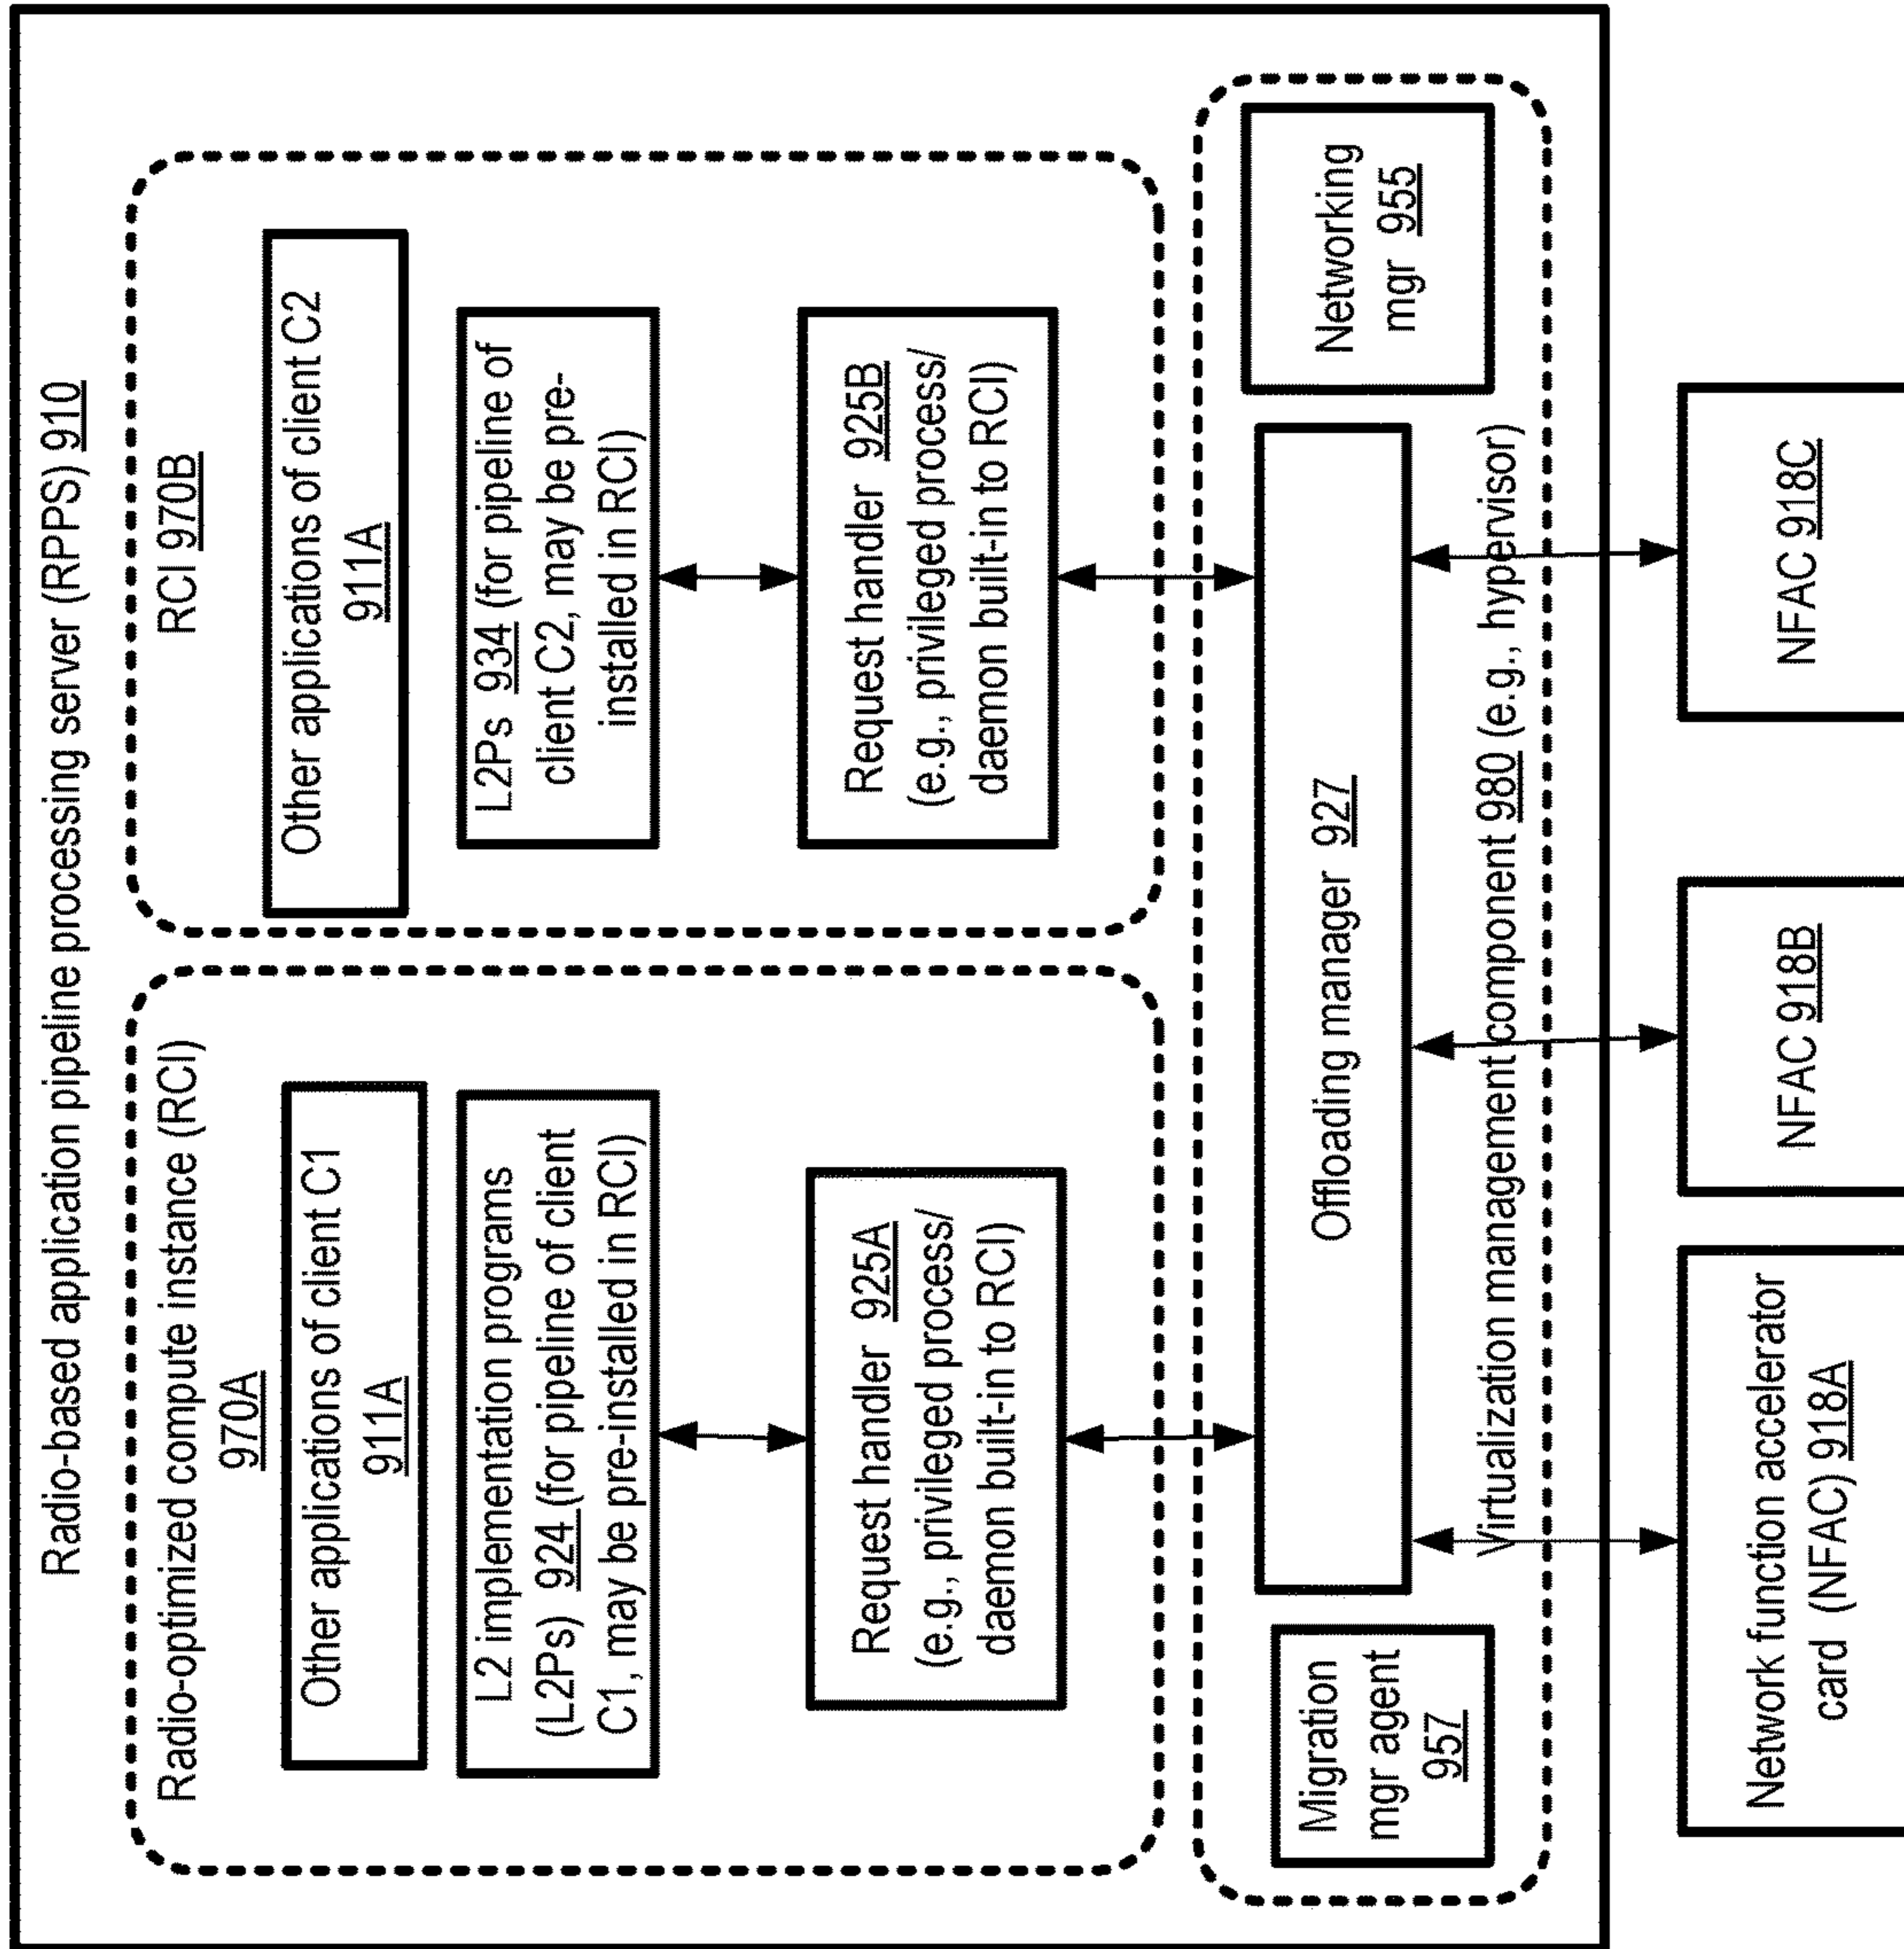 Radio-based application pipeline processing server (RPPS) 910
Radio-optimized compute instance (RCI)
970A
Other applications of client C1
911A
L2 implementation programs
(L2Ps) 924 (for pipeline of client
C1, may be pre-installed in RCI)
Request handler 925A
(e.g., privileged process/
daemon built-in to RCI)
RCI 970B
Other applications of client C2
911A
L2Ps 934 (for pipeline of
client C2, may be pre-
installed in RCI)
Request handler 925B
(e.g., privileged process/
daemon built-in to RCI)
Migration
mgr agent
957
Offloading manager 927
Networking
mgr 955
Virtualization management component 980 (e.g., hypervisor)
Network function accelerator
card (NFAC) 918A
NFAC 918B
NFAC 918C